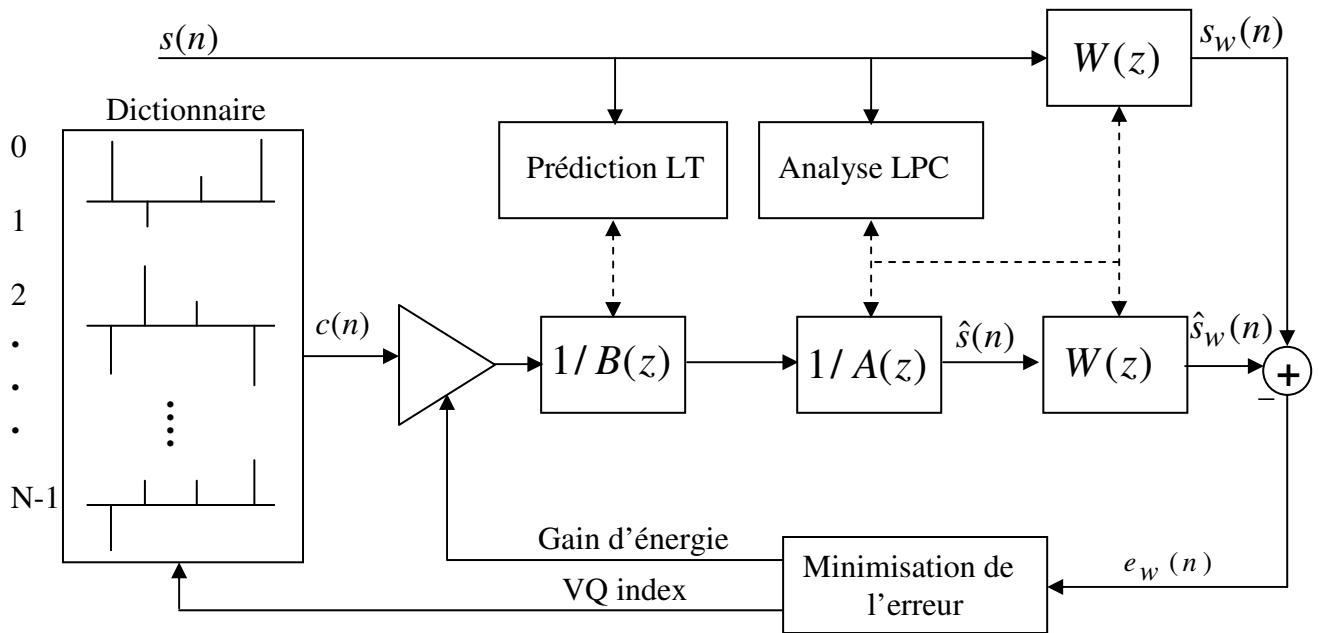 s(n)
W(z)
s_w(n)
Dictionnaire
0
1
2
.
.
.
N-1
Prédiction LT
Analyse LPC
c(n)
1/B(z)
1/A(z)
ŝ(n)
W(z)
ŝ_w(n)
+
−
Gain d’énergie
VQ index
Minimisation de
l’erreur
e_w(n)